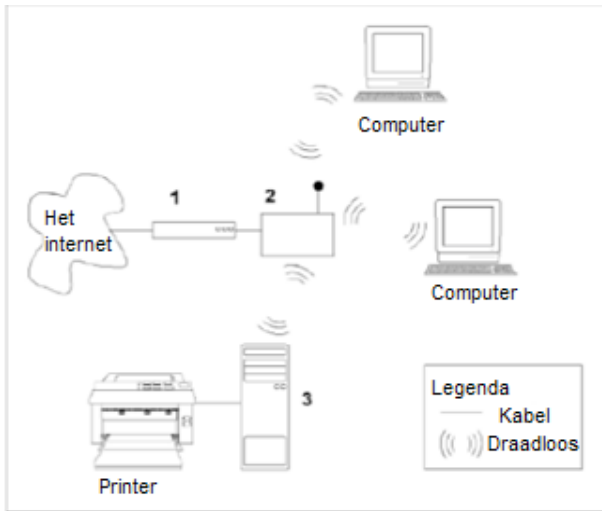 Computer
1
2
Het
internet
Computer
3
Legenda
Kabel
Draadloos
Printer